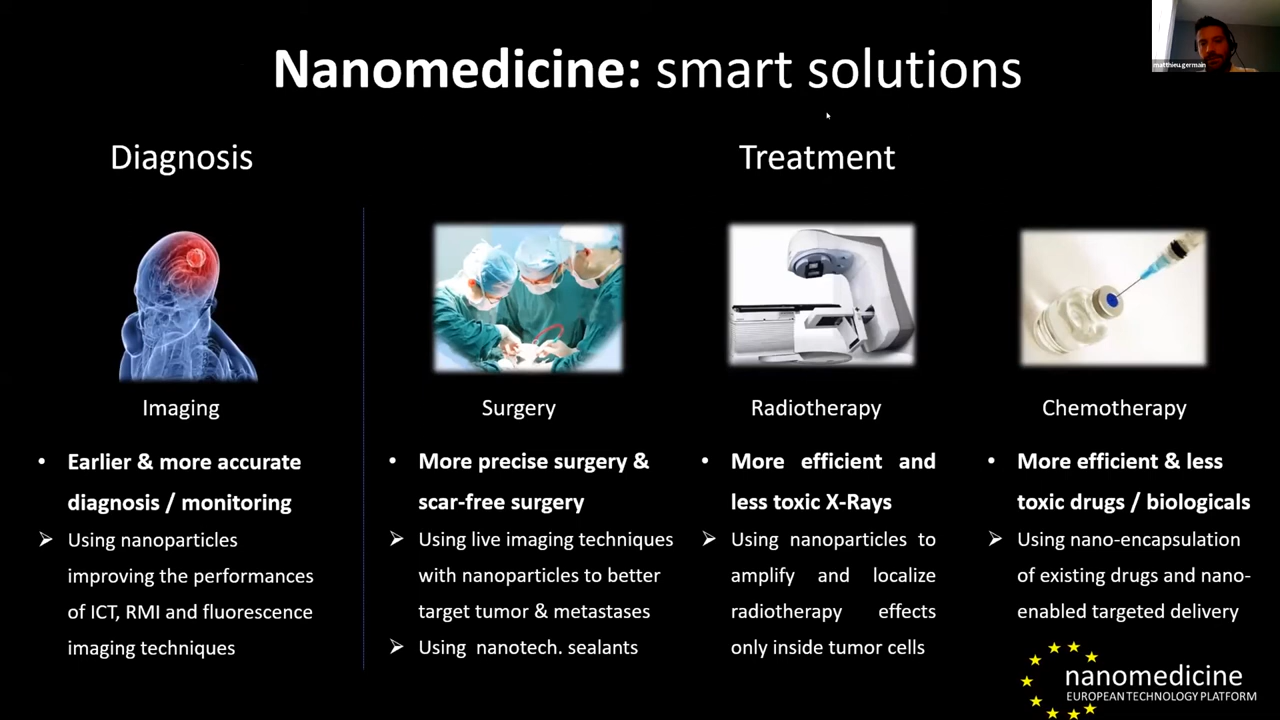 Nanomedicine: smart solutions
matthieu.germain
Diagnosis
Treatment
Imaging
• Earlier & more accurate
diagnosis / monitoring
➢ Using nanoparticles
improving the performances
of ICT, RMI and fluorescence
imaging techniques
Surgery
• More precise surgery &
scar-free surgery
➢ Using live imaging techniques
with nanoparticles to better
target tumor & metastases
➢ Using nanotech. sealants
Radiotherapy
• More efficient and
less toxic X-Rays
➢ Using nanoparticles to
amplify and localize
radiotherapy effects
only inside tumor cells
Chemotherapy
• More efficient & less
toxic drugs / biologicals
➢ Using nano-encapsulation
of existing drugs and nano-
enabled targeted delivery
nanomedicine
EUROPEAN TECHNOLOGY PLATFORM